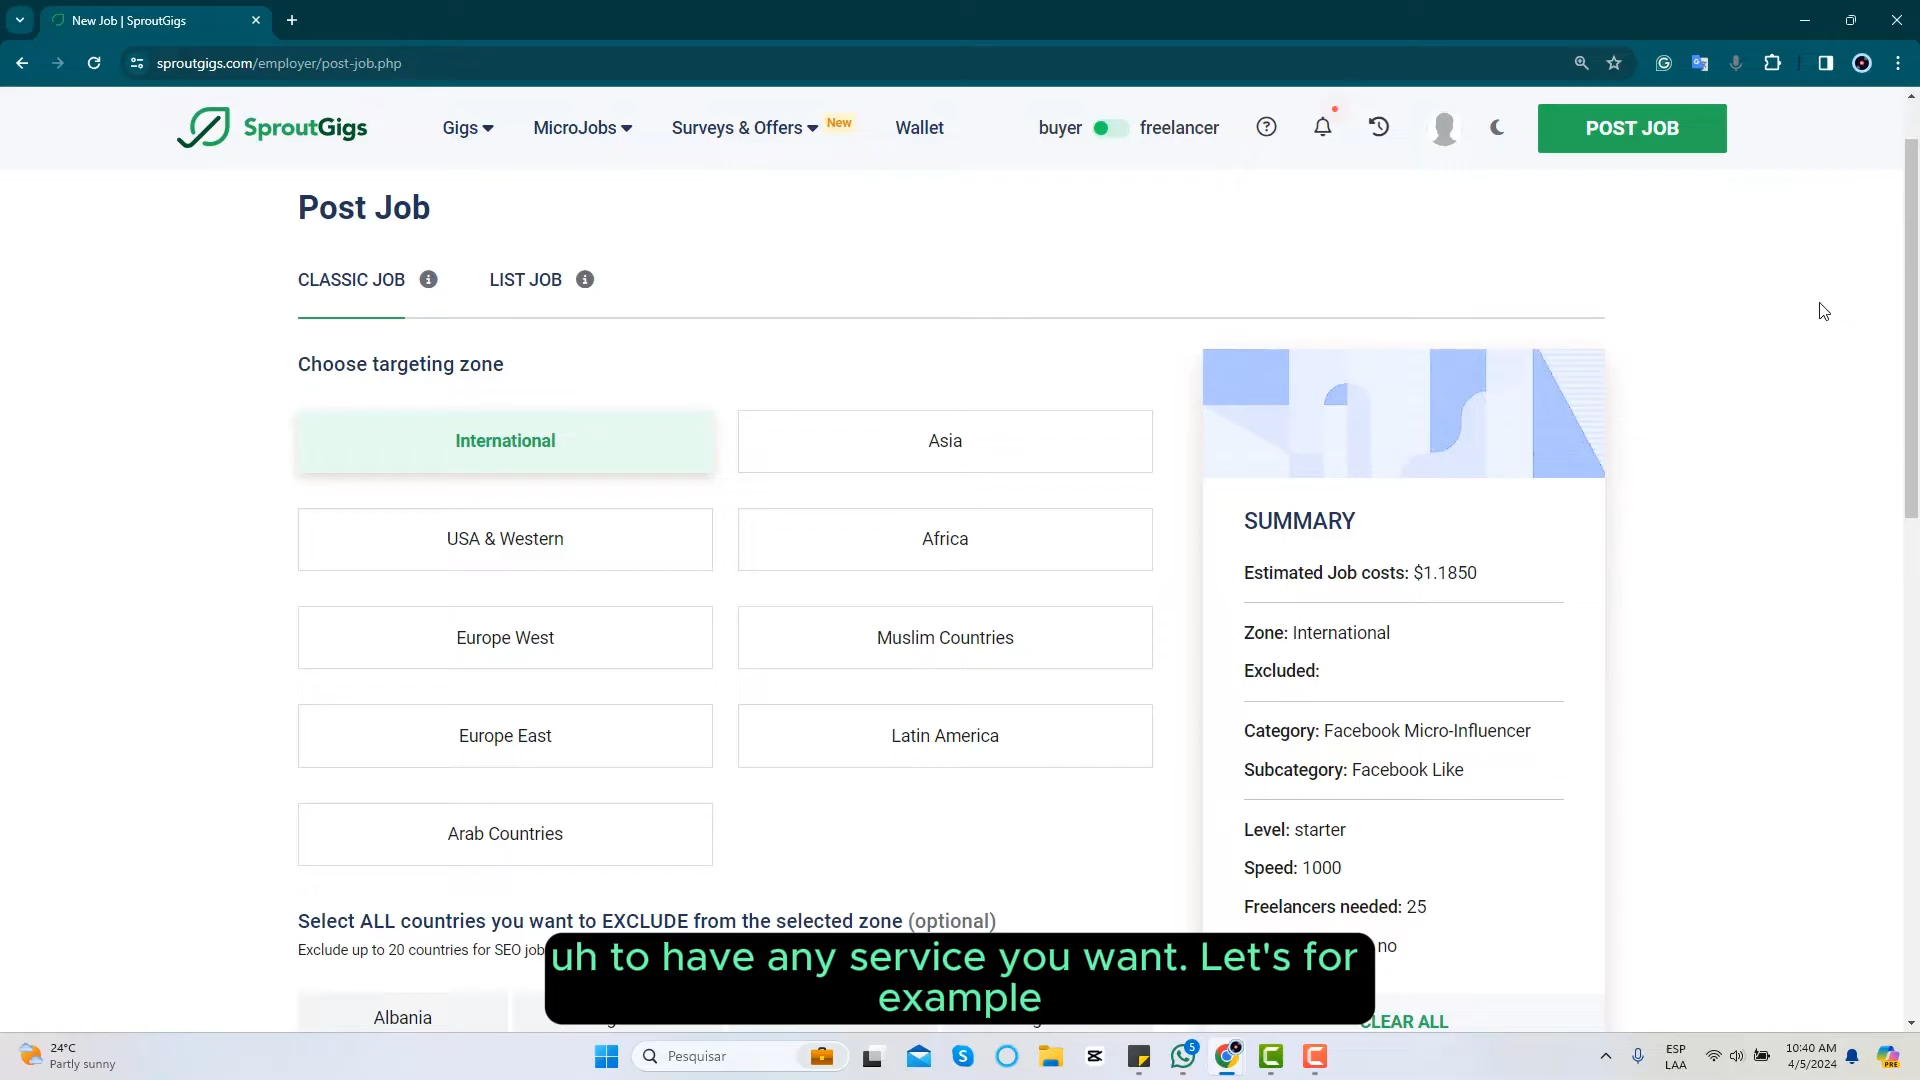 New Job | SproutGigs
sproutgigs.com/employer/post-job.php
SproutGigs
Gigs
MicroJobs
Surveys & Offers
New
Wallet
buyer
freelancer
POST JOB
Post Job
CLASSIC JOB
LIST JOB
Choose targeting zone
International
Asia
USA & Western
Africa
Europe West
Muslim Countries
Europe East
Latin America
Arab Countries
Select ALL countries you want to EXCLUDE from the selected zone (optional)
Exclude up to 20 countries for SEO job
Albania
SUMMARY
Estimated Job costs: $1.1850
Zone: International
Excluded:
Category: Facebook Micro-Influencer
Subcategory: Facebook Like
Level: starter
Speed: 1000
Freelancers needed: 25
no
CLEAR ALL
uh to have any service you want. Let's for
example
24°C
Partly sunny
Pesquisar
5
ESP
LAA
10:40 AM
4/5/2024
PRE